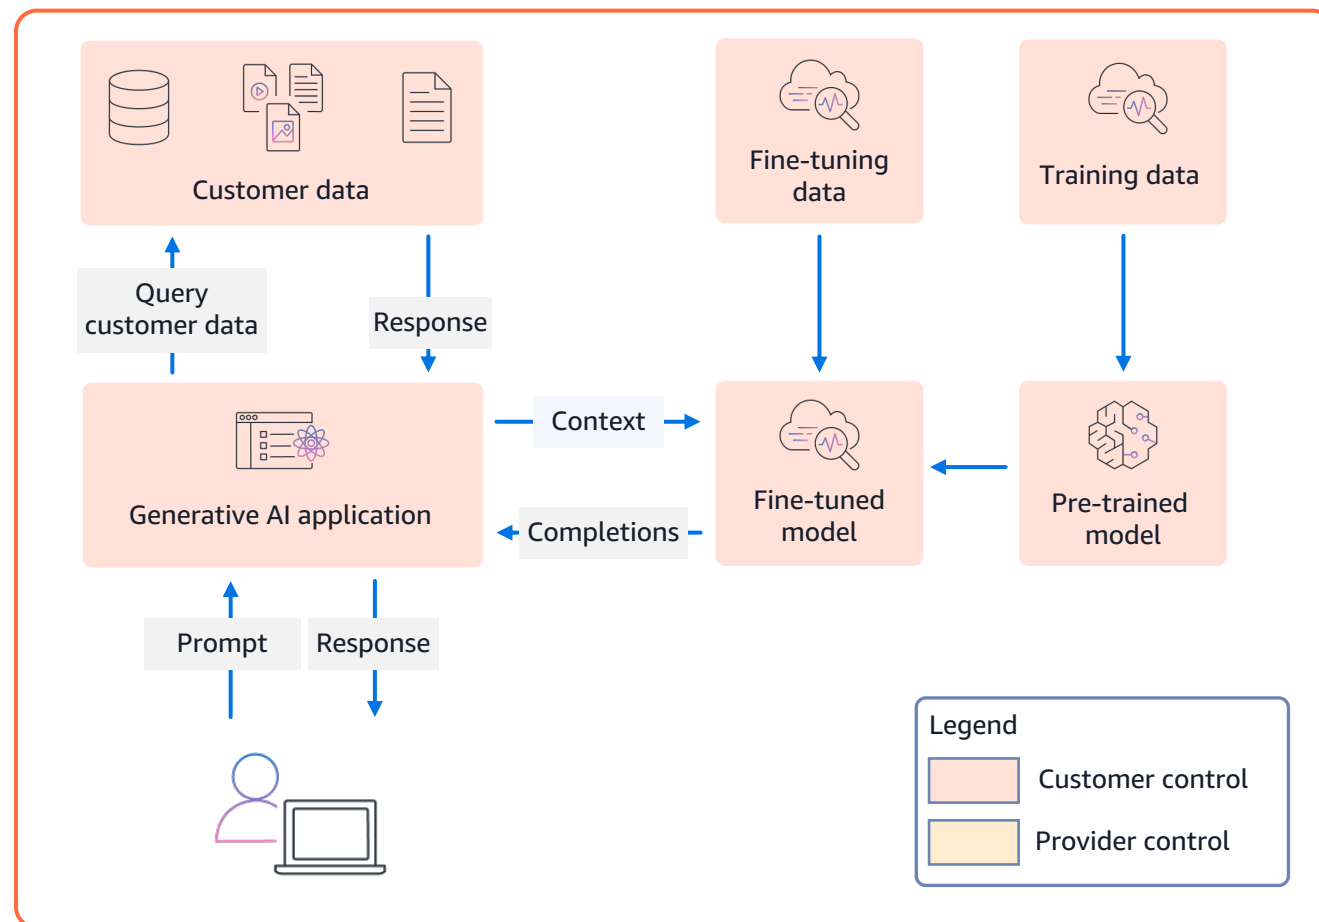 Customer data
Fine-tuning
data
Training data
Query
customer data
Response
Context
Generative AI application
Completions
Fine-tuned
model
Pre-trained
model
Prompt
Response
Legend
Customer control
Provider control